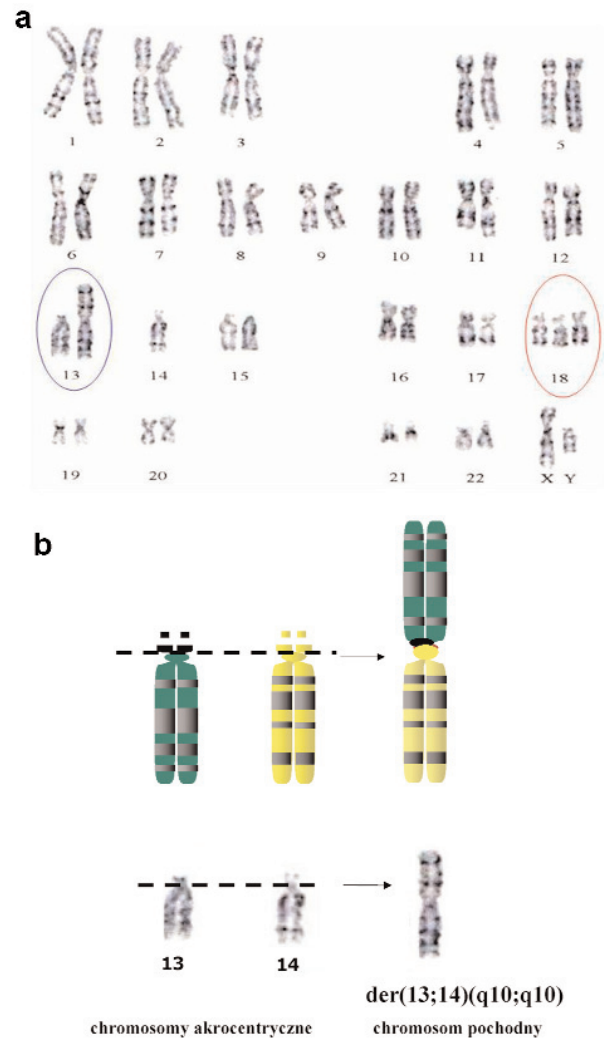 a
1 2 3 4 5
6 7 8 9 10 11 12
13 14 15 16 17 18
19 20 21 22 X Y
b
13 14
der(13;14)(q10;q10)
chromosomy akrocentryczne chromosom pochodny